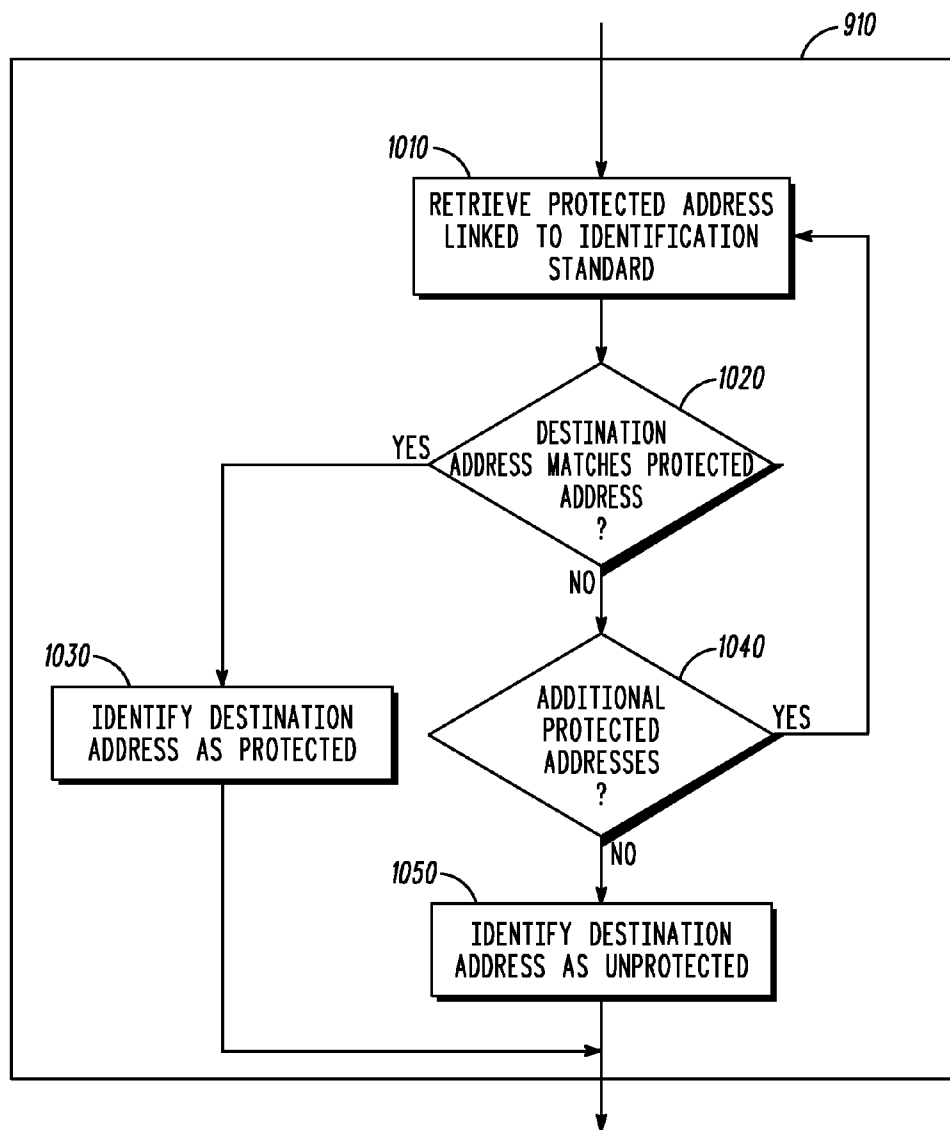 910
1010
RETRIEVE PROTECTED ADDRESS
LINKED TO IDENTIFICATION
STANDARD
1020
YES
DESTINATION
ADDRESS MATCHES PROTECTED
ADDRESS
?
NO
1030
1040
IDENTIFY DESTINATION
ADDRESS AS PROTECTED
ADDITIONAL
PROTECTED
ADDRESSES
?
YES
NO
1050
IDENTIFY DESTINATION
ADDRESS AS UNPROTECTED